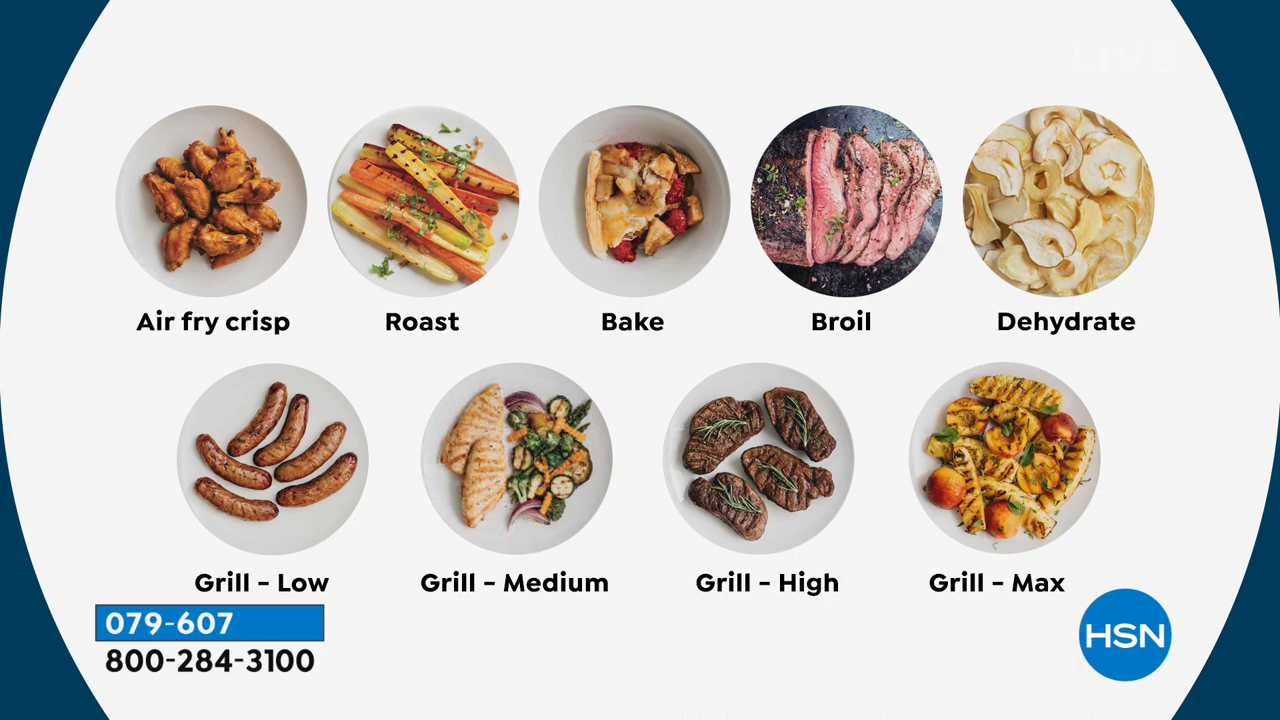 LIVE
Air fry crisp
Roast
Bake
Broil
Dehydrate
Grill - Low
Grill - Medium
Grill - High
Grill - Max
079-607
800-284-3100
HSN